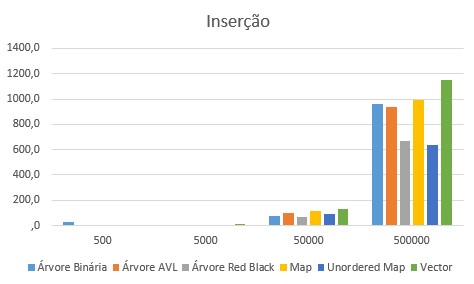 Inserção
1400,0
1200,0
1000,0
800,0
600,0
400,0
200,0
,0
500 5000 50000 500000
Árvore Binária Árvore AVL Árvore Red Black Map Unordered Map Vector